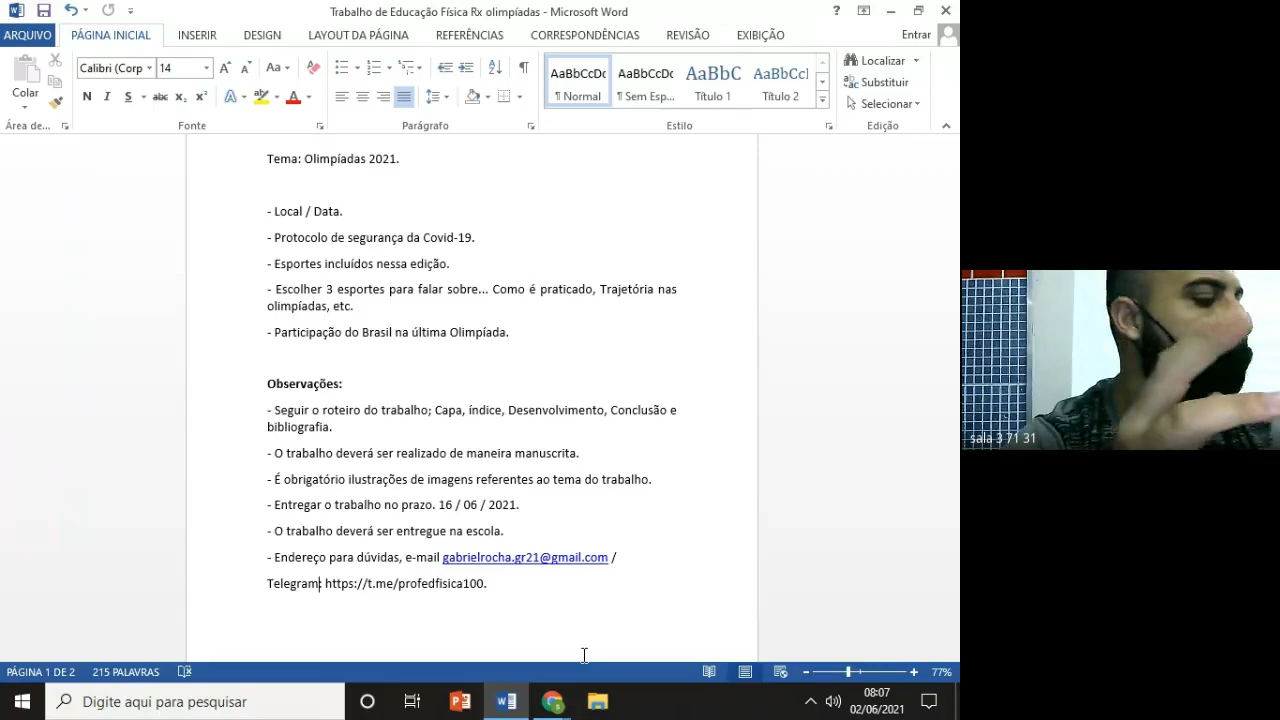 Trabalho de Educação Física Rx olimpíadas - Microsoft Word
ARQUIVO PÁGINA INICIAL INSERIR DESIGN LAYOUT DA PÁGINA REFERÊNCIAS CORRESPONDÊNCIAS REVISÃO EXIBIÇÃO Entrar
Colar
Calibri (Corp 14
AaBbCcDc AaBbCcDc AaBbC AaBbCcI
¶ Normal ¶ Sem Esp... Título 1 Título 2
Localizar
Substituir
Selecionar
Área de... Fonte Parágrafo Estilo Edição
Tema: Olimpíadas 2021.
- Local / Data.
- Protocolo de segurança da Covid-19.
- Esportes incluídos nessa edição.
- Escolher 3 esportes para falar sobre... Como é praticado, Trajetória nas
olimpíadas, etc.
- Participação do Brasil na última Olimpíada.
Observações:
- Seguir o roteiro do trabalho; Capa, índice, Desenvolvimento, Conclusão e
bibliografia.
- O trabalho deverá ser realizado de maneira manuscrita.
- É obrigatório ilustrações de imagens referentes ao tema do trabalho.
- Entregar o trabalho no prazo. 16 / 06 / 2021.
- O trabalho deverá ser entregue na escola.
- Endereço para dúvidas, e-mail gabrielrocha.gr21@gmail.com /
Telegram: https://t.me/profedfisica100.
sala 3 71 31
PÁGINA 1 DE 2 215 PALAVRAS 77%
Digite aqui para pesquisar
08:07
02/06/2021